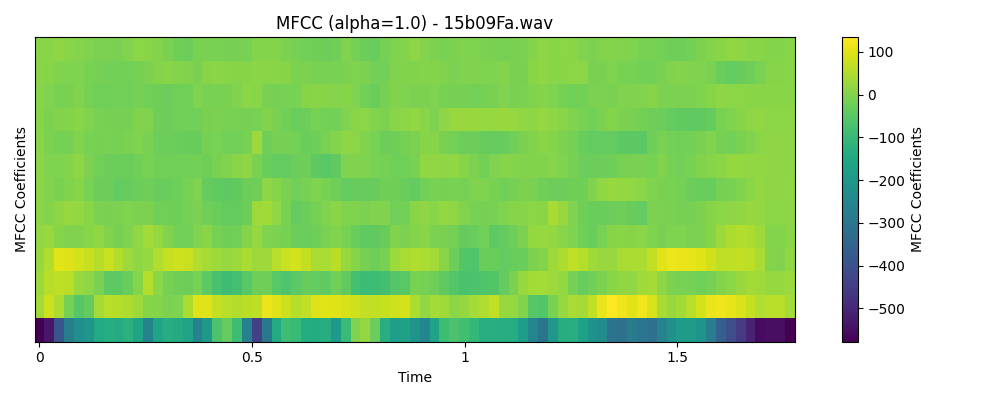 MFCC (alpha=1.0) - 15b09Fa.wav
MFCC Coefficients
0
0.5
1
1.5
Time
100
0
−100
−200
−300
−400
−500
MFCC Coefficients